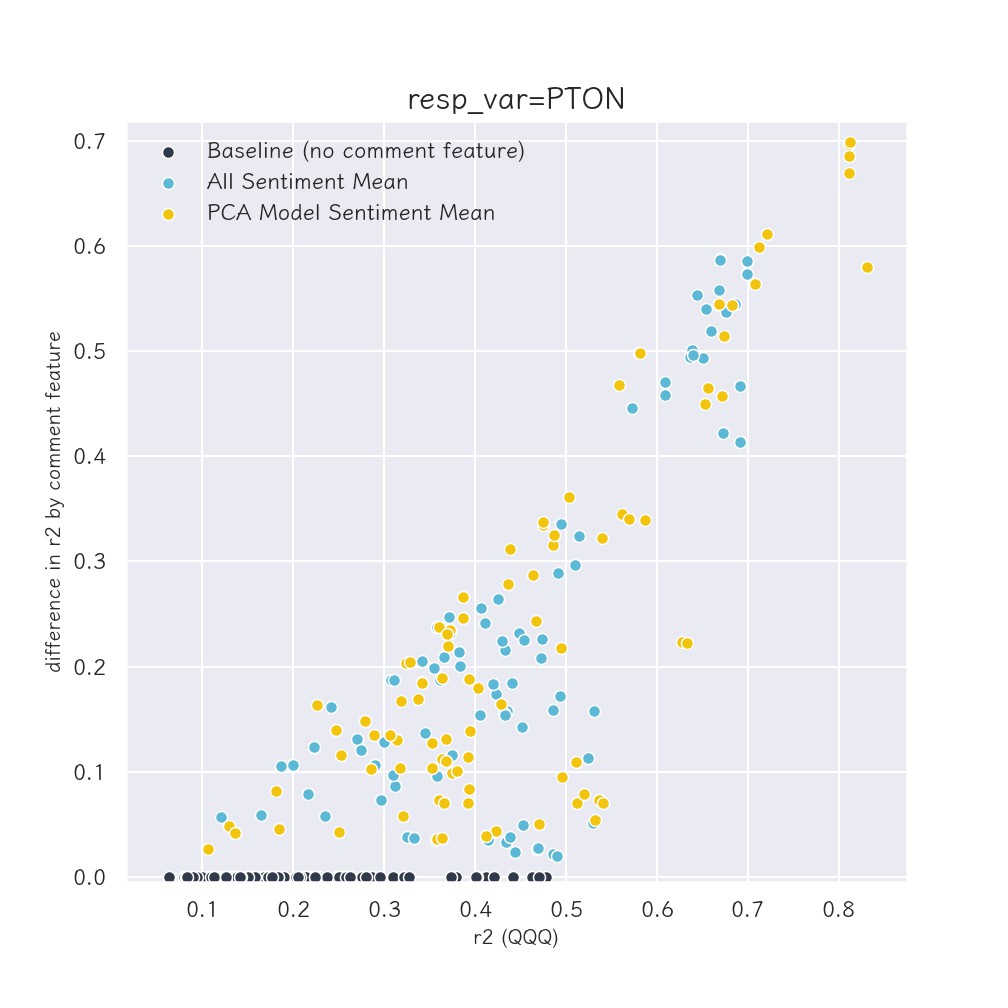 resp_var=PTON
Baseline (no comment feature)
All Sentiment Mean
PCA Model Sentiment Mean
difference in r2 by comment feature
0.7
0.6
0.5
0.4
0.3
0.2
0.1
0.0
0.1 0.2 0.3 0.4 0.5 0.6 0.7 0.8
r2 (QQQ)